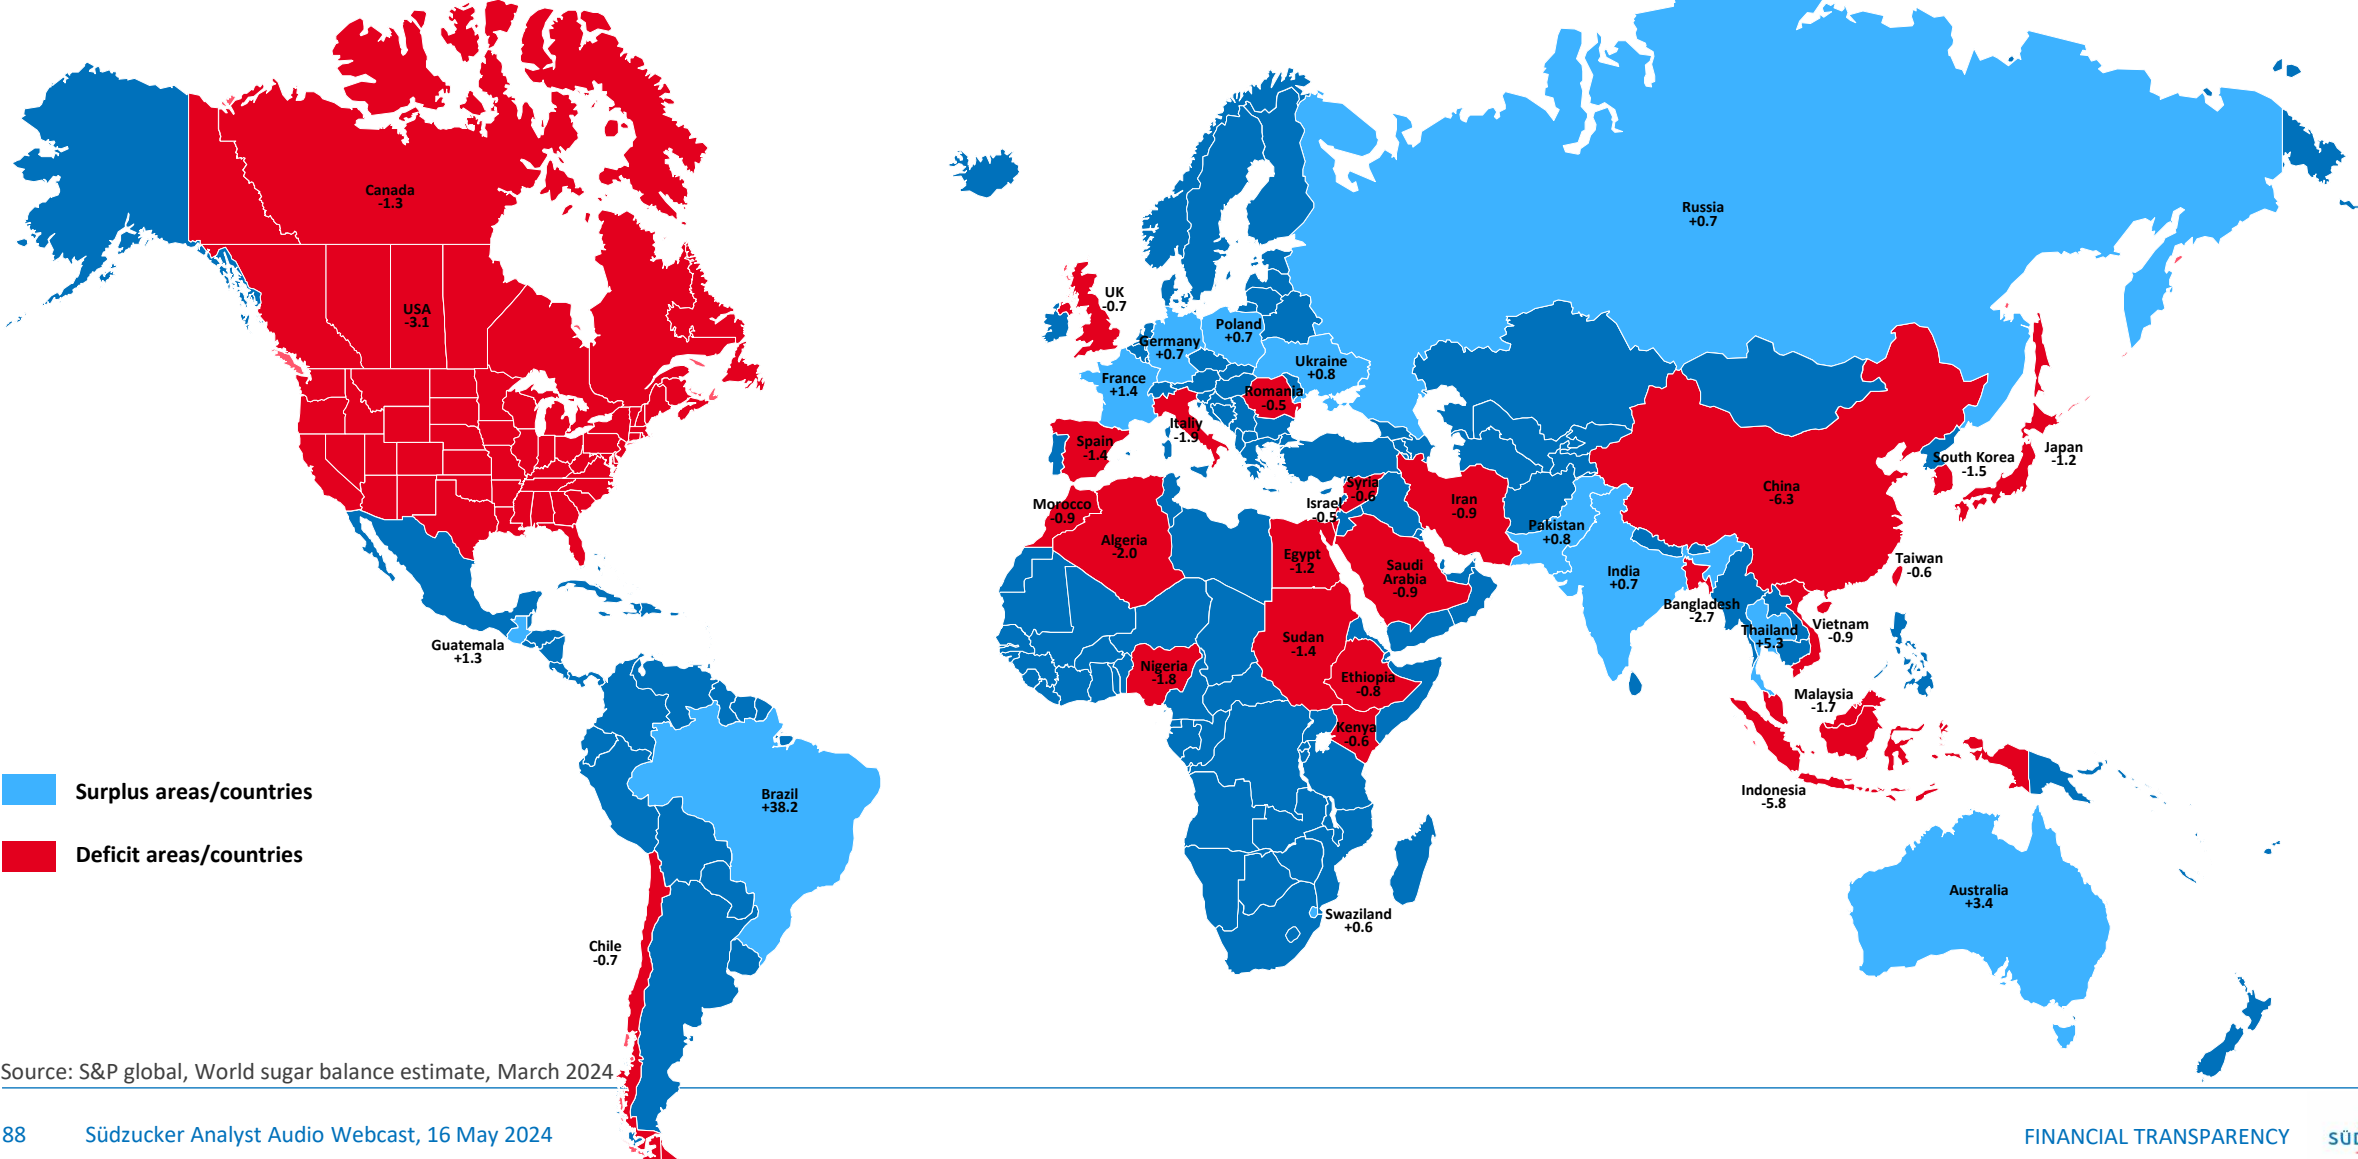 Canada
-1.3
USA
-3.1
Guatemala
+1.3
Brazil
+38.2
Chile
-0.7
UK
-0.7
Germany
+0.7
Poland
+0.7
France
+1.4
Ukraine
+0.8
Romania
-0.5
Italiy
-1.9
Spain
-1.4
Russia
+0.7
Morocco
-0.9
Algeria
-2.0
Israel
-0.5
Syria
-0.6
Iran
-0.9
Egypt
-1.2
Saudi
Arabia
-0.9
Sudan
-1.4
Nigeria
-1.8
Ethiopia
-0.8
Kenya
-0.6
Swaziland
+0.6
Pakistan
+0.8
India
+0.7
Bangladesh
-2.7
China
-6.3
South Korea
-1.5
Japan
-1.2
Taiwan
-0.6
Thailand
+5.3
Vietnam
-0.9
Malaysia
-1.7
Indonesia
-5.8
Australia
+3.4
Surplus areas/countries
Deficit areas/countries
Source: S&P global, World sugar balance estimate, March 2024
88 Südzucker Analyst Audio Webcast, 16 May 2024
FINANCIAL TRANSPARENCY